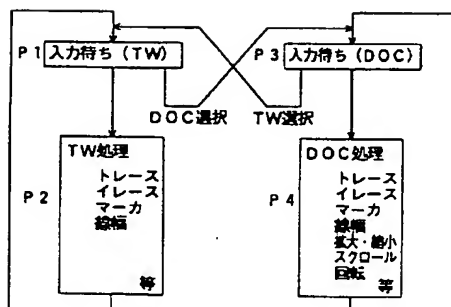 P1 入力待ち(TW)
P3 入力待ち(DOC)
DOC選択 TW選択
P2
TW処理
トレース
イレース
マーカ
線幅
等
P4
DOC処理
トレース
イレース
マーカ
線幅
拡大・縮小
スクロール
回転
等